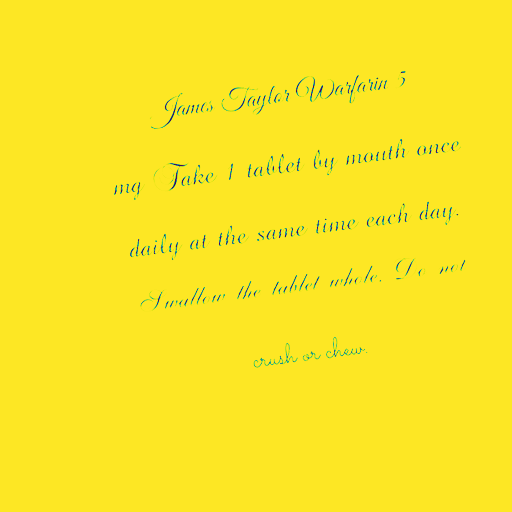 James Taylor Warfarin 5
mg Take 1 tablet by mouth once
daily at the same time each day.
Swallow the tablet whole. Do not
crush or chew.